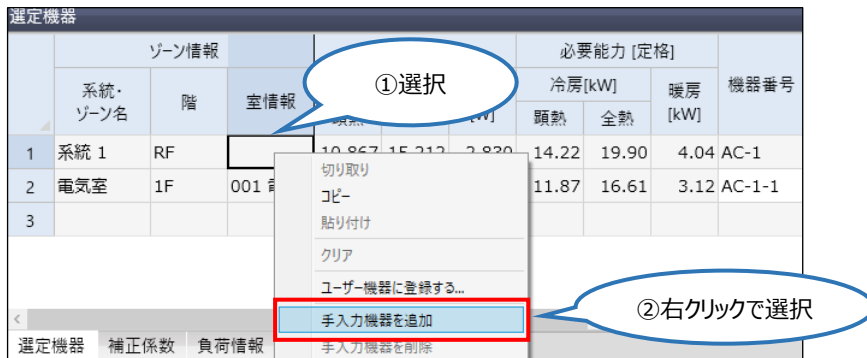 選定機器
ゾーン情報
必要能力 [定格]
系統・
ゾーン名
階
室情報
冷房[kW]
暖房
[kW]
機器番号
顕熱
全熱
①選択
1 系統 1 RF 10.867 15.212 2.830 14.22 19.90 4.04 AC-1
2 電気室 1F 001 11.87 16.61 3.12 AC-1-1
3
切り取り
コピー
貼り付け
クリア
ユーザー機器に登録する...
手入力機器を追加
手入力機器を削除
②右クリックで選択
選定機器 補正係数 負荷情報